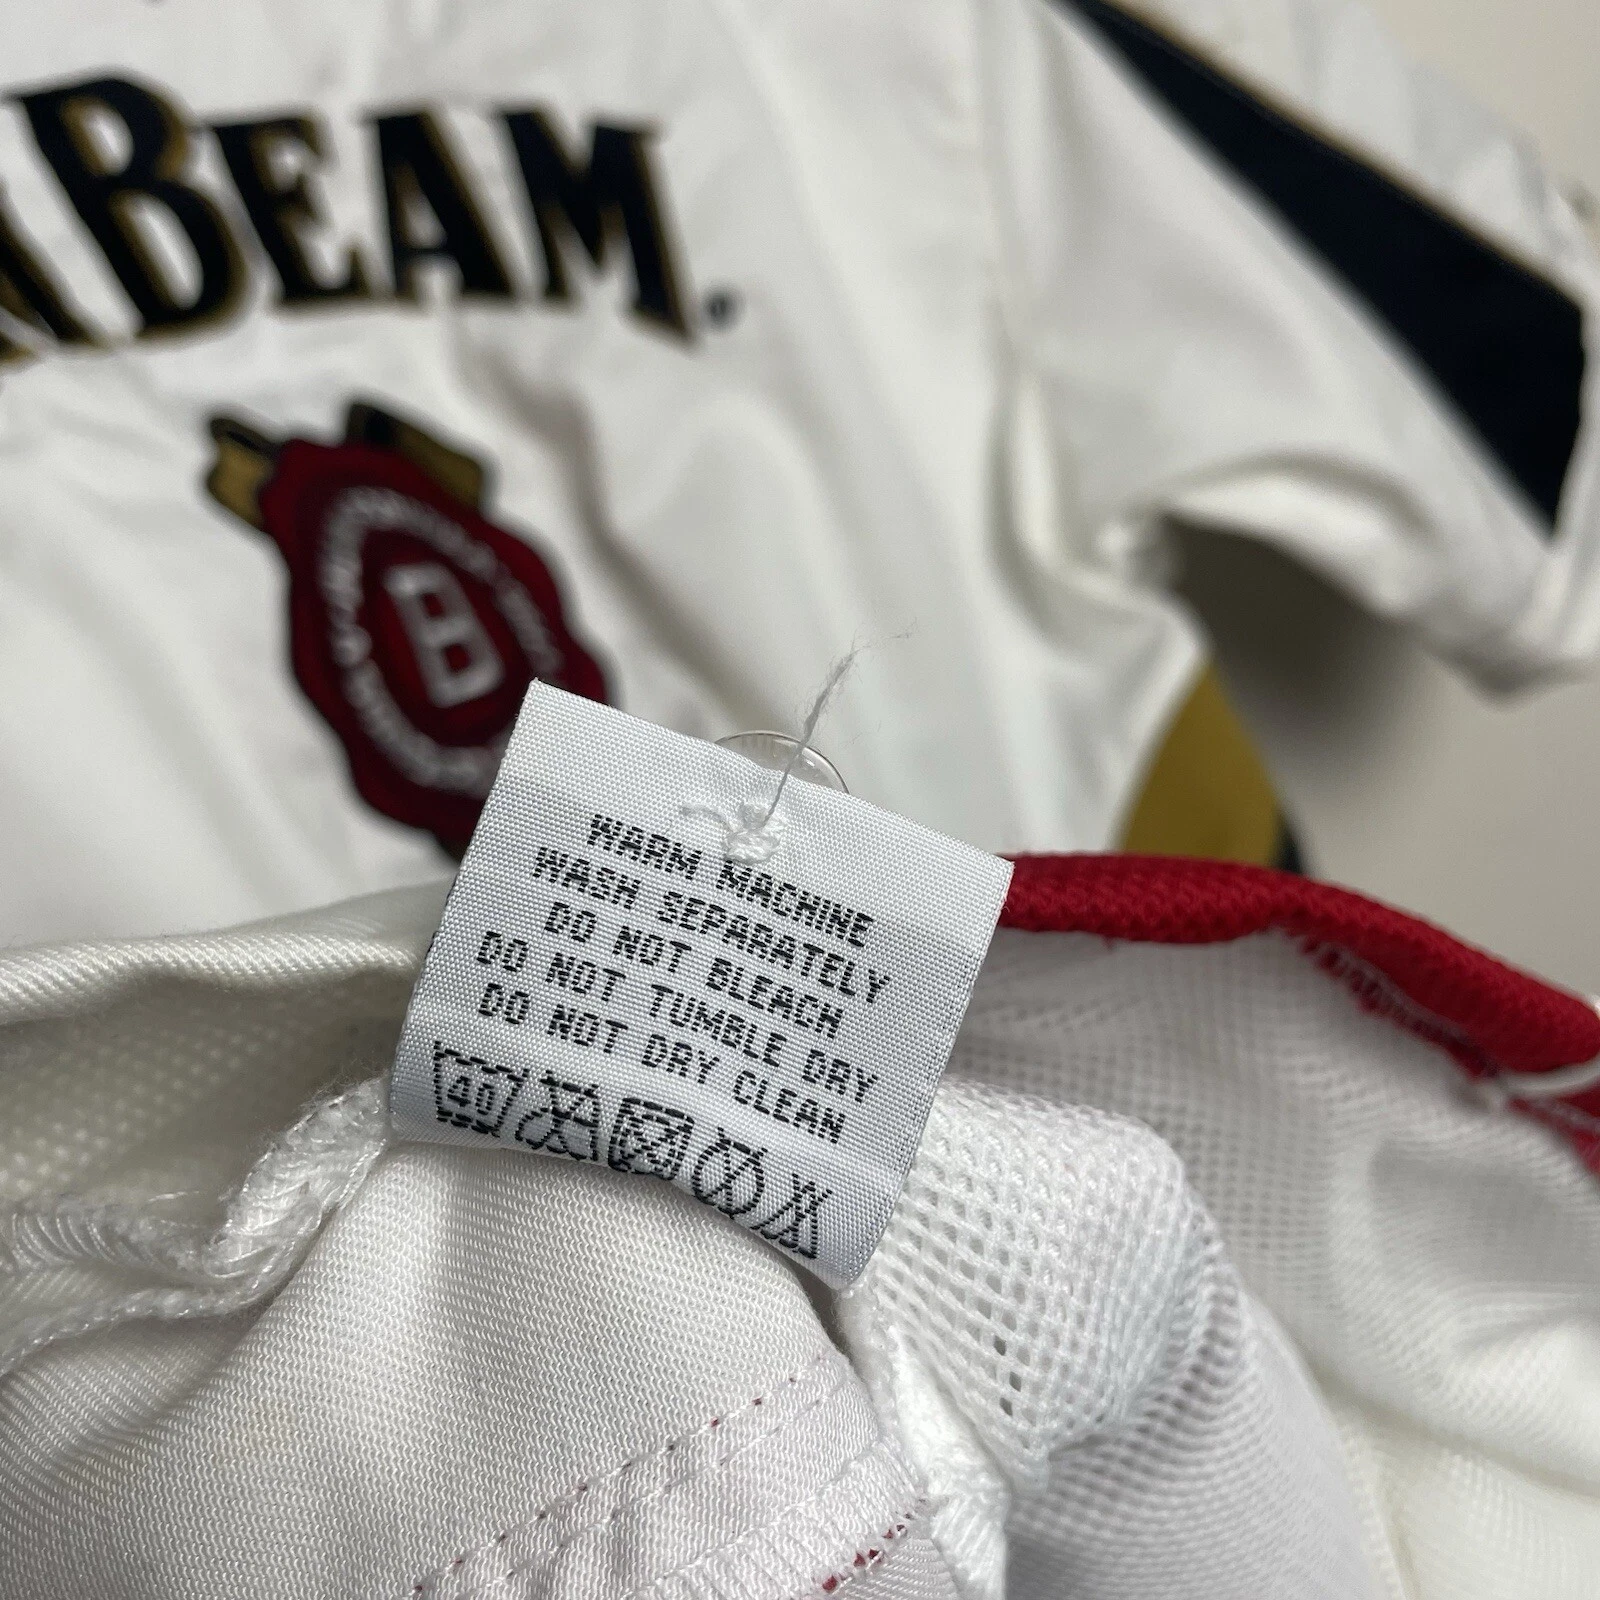 BEAM
B
WARM MACHINE
WASH SEPARATELY
DO NOT BLEACH
DO NOT TUMBLE DRY
DO NOT DRY CLEAN
40